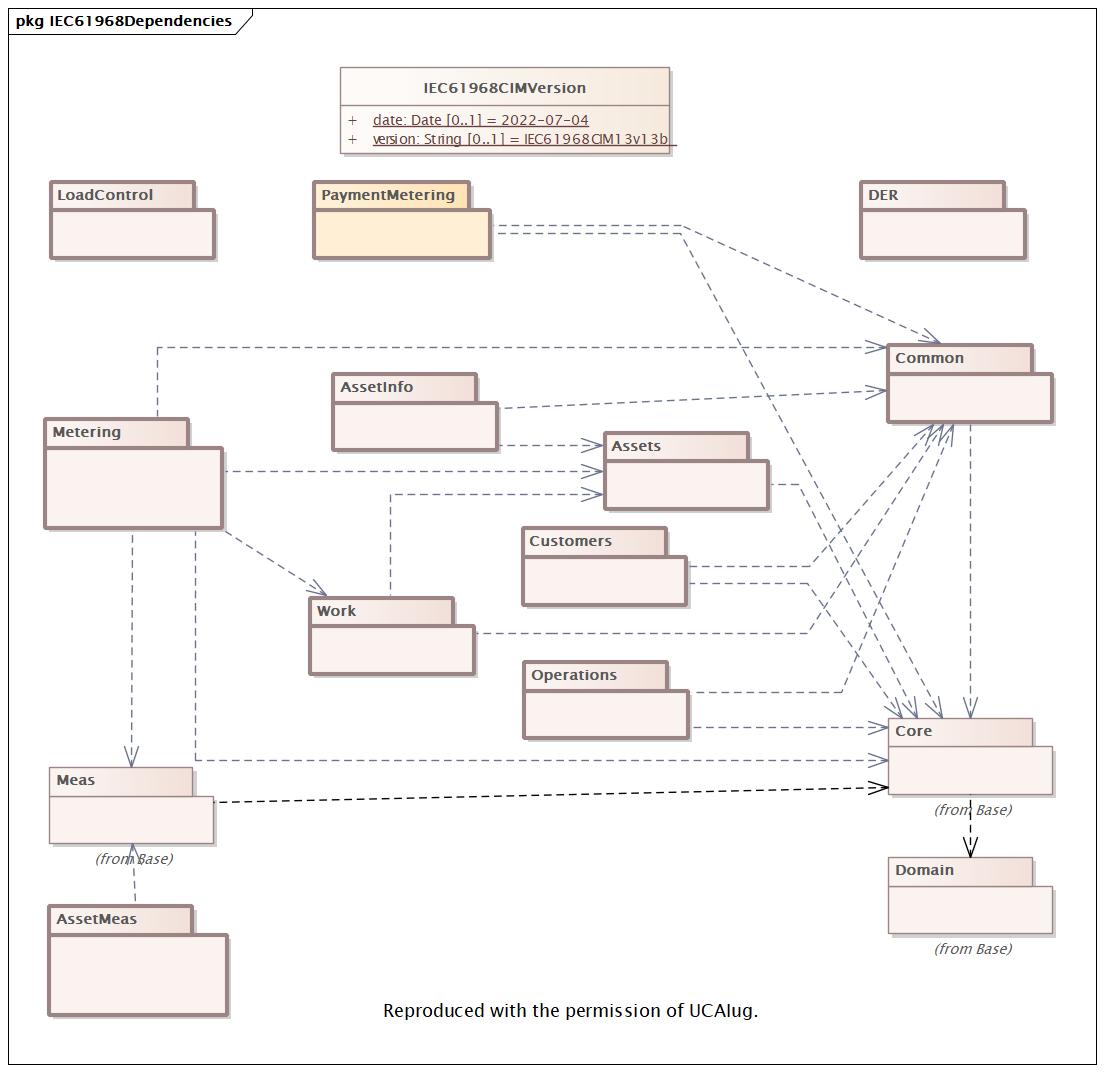 pkg IEC61968Dependencies
IEC61968CIMVersion
+ date: Date [0..1] = 2022-07-04
+ version: String [0..1] = IEC61968CIM13v13b
LoadControl
PaymentMetering
DER
Common
AssetInfo
Metering
Assets
Customers
Work
Operations
Core
(from Base)
Meas
(from Base)
Domain
(from Base)
AssetMeas
Reproduced with the permission of UCAIug.